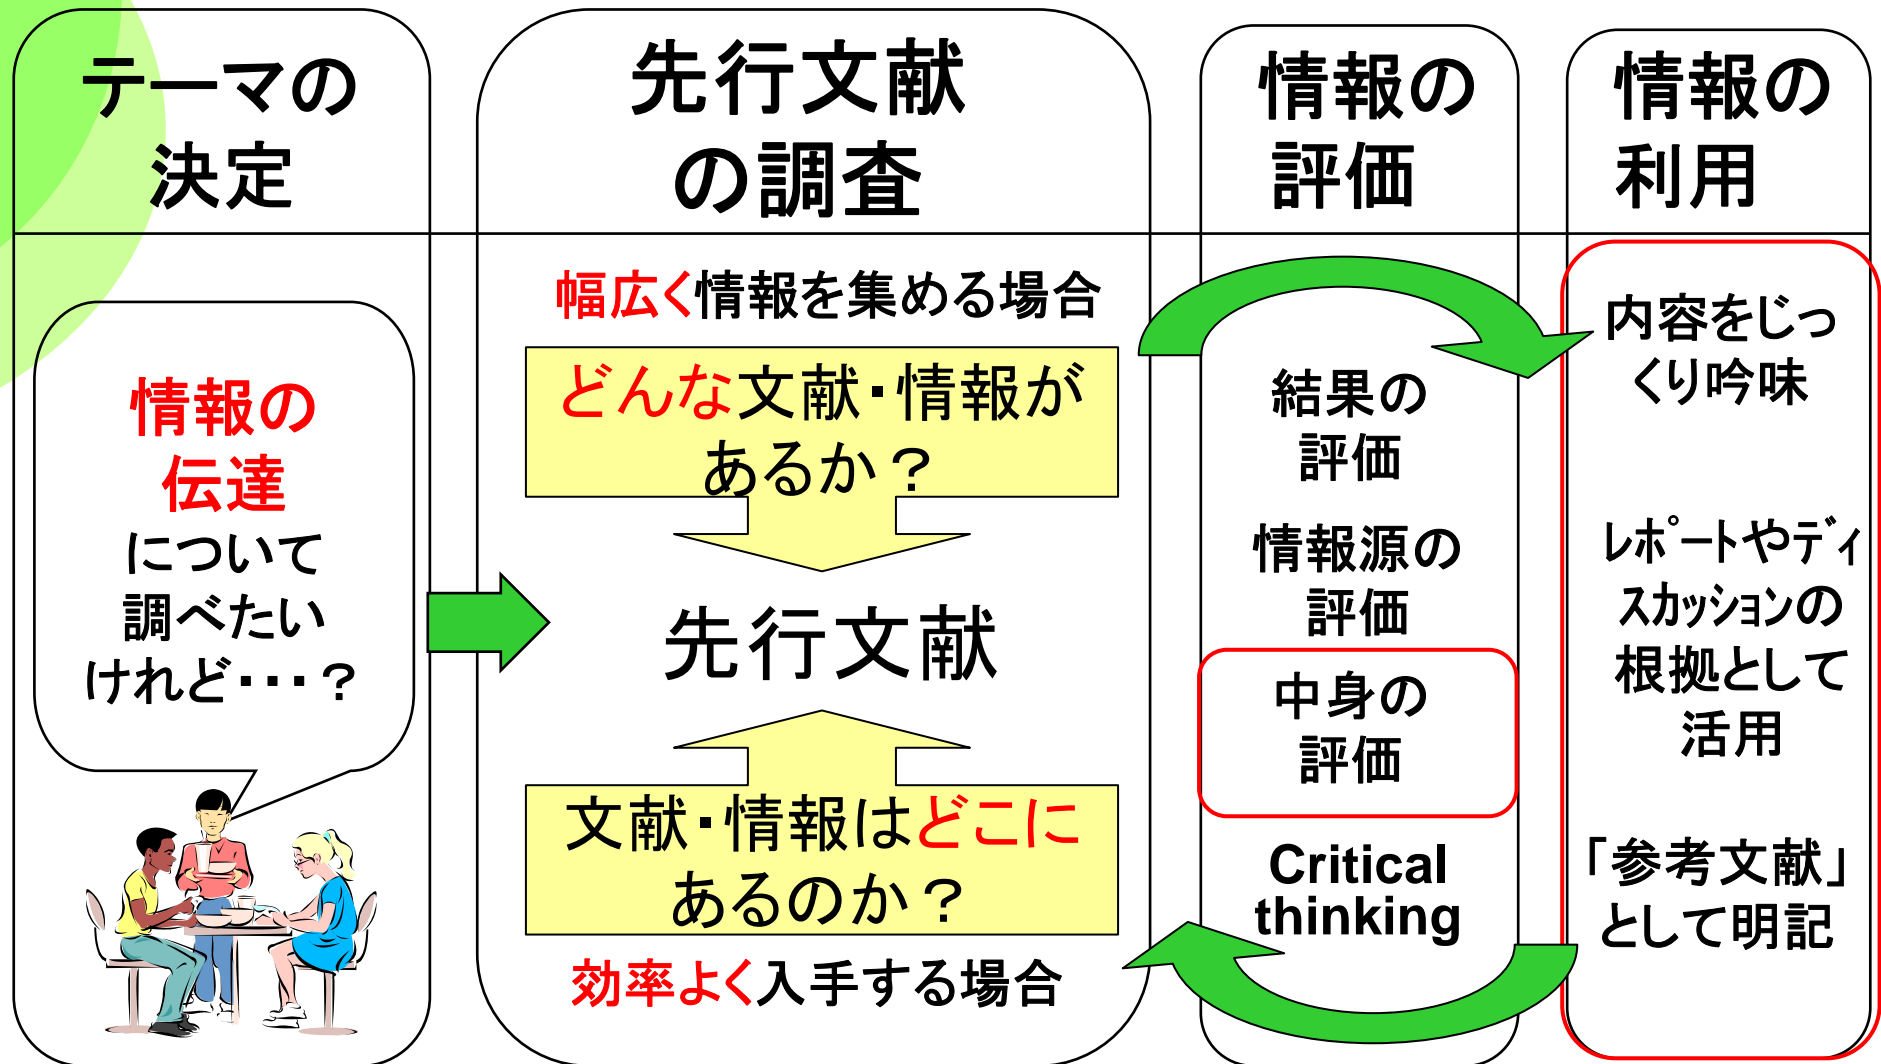 テーマの
決定
先行文献
の調査
情報の
評価
情報の
利用
情報の
伝達
について
調べたい
けれど・・・？
幅広く情報を集める場合
どんな文献・情報が
あるか？
先行文献
文献・情報はどこに
あるのか？
効率よく入手する場合
結果の
評価
情報源の
評価
中身の
評価
Critical
thinking
内容をじっ
くり吟味
ﾚﾎﾟｰﾄやﾃﾞｨ
ｽｶｯｼｮﾝの
根拠として
活用
「参考文献」
として明記